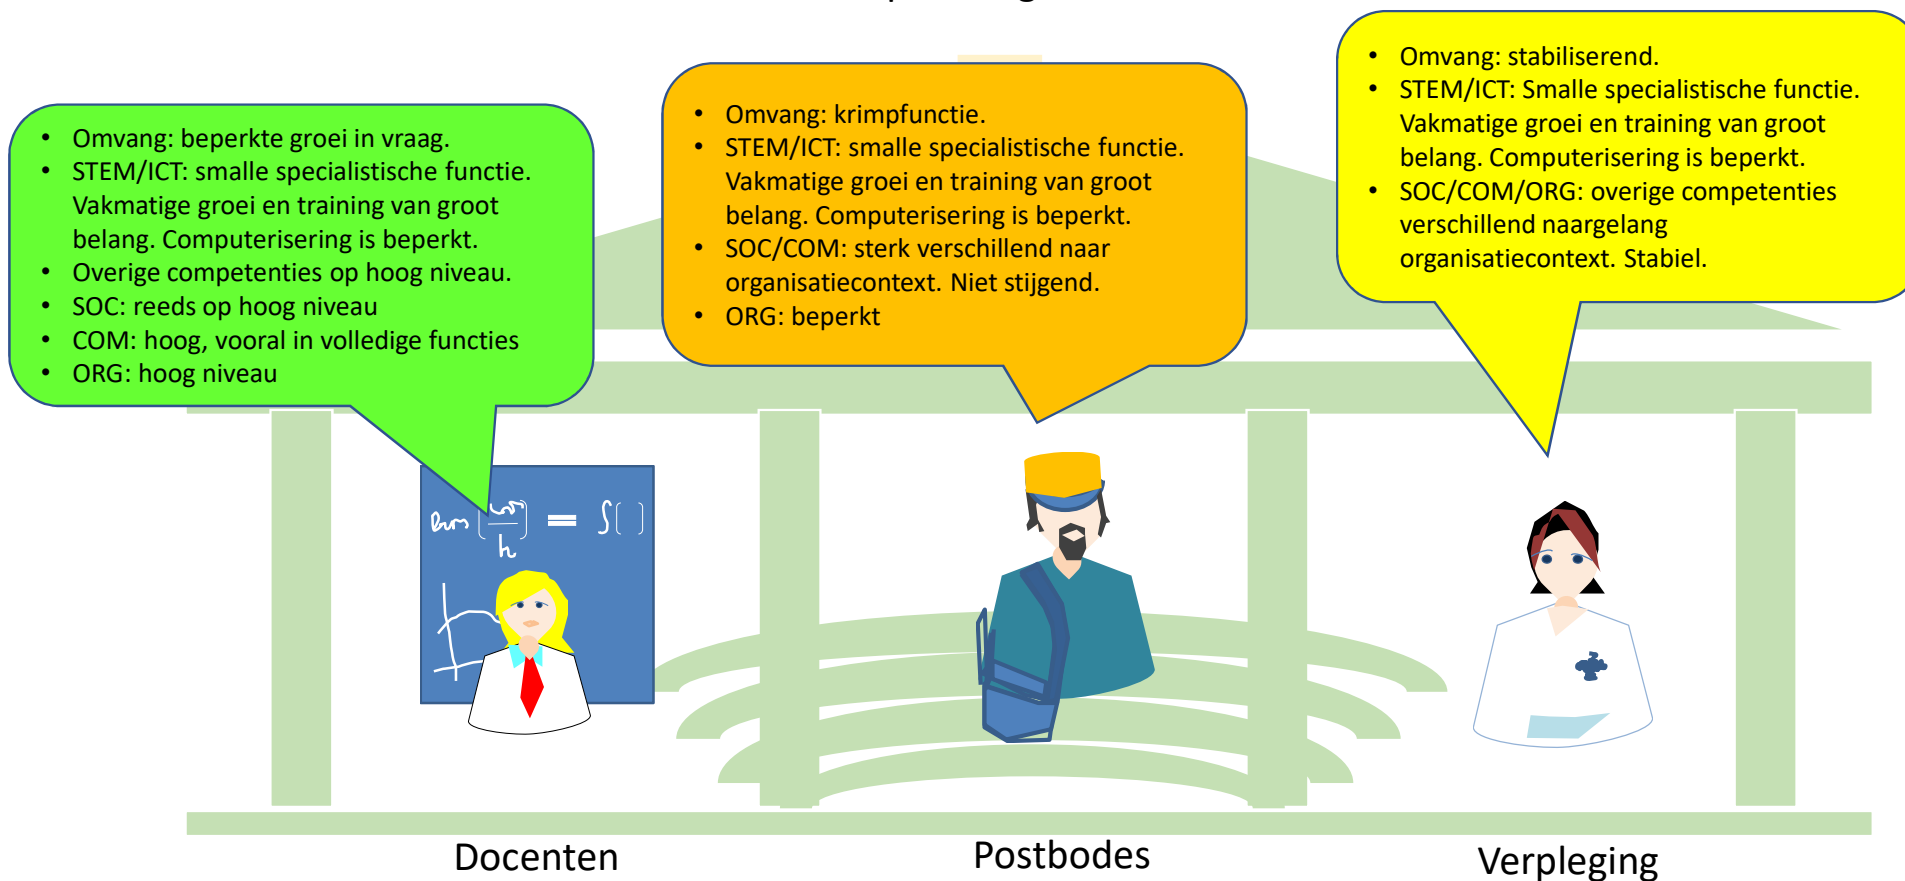 • Omvang: beperkte groei in vraag.
• STEM/ICT: smalle specialistische functie.
Vakmatige groei en training van groot
belang. Computerisering is beperkt.
• Overige competenties op hoog niveau.
• SOC: reeds op hoog niveau
• COM: hoog, vooral in volledige functies
• ORG: hoog niveau
• Omvang: krimpfunctie.
• STEM/ICT: smalle specialistische functie.
Vakmatige groei en training van groot
belang. Computerisering is beperkt.
• SOC/COM: sterk verschillend naar
organisatiecontext. Niet stijgend.
• ORG: beperkt
• Omvang: stabiliserend.
• STEM/ICT: Smalle specialistische functie.
Vakmatige groei en training van groot
belang. Computerisering is beperkt.
• SOC/COM/ORG: overige competenties
verschillend naargelang
organisatiecontext. Stabiel.
Docenten
Postbodes
Verpleging